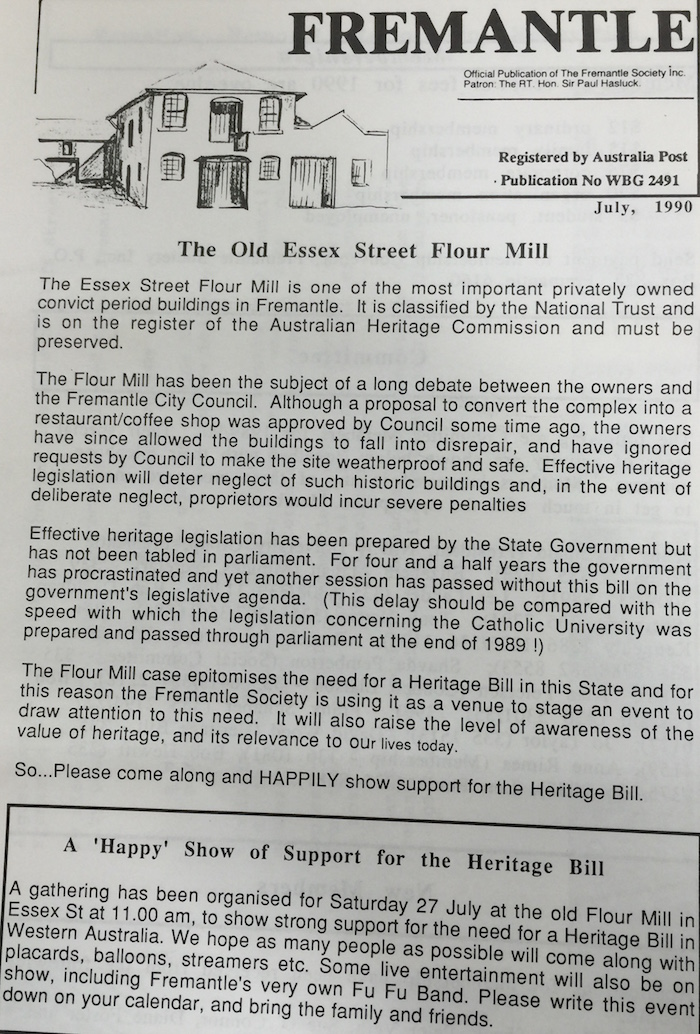 FREMANTLE
Official Publication of The Fremantle Society Inc.
Patron: The RT. Hon. Sir Paul Hasluck.
Registered by Australia Post
Publication No WBG 2491
July, 1990
The Old Essex Street Flour Mill
The Essex Street Flour Mill is one of the most important privately owned
convict period buildings in Fremantle. It is classified by the National Trust and
is on the register of the Australian Heritage Commission and must be
preserved.
The Flour Mill has been the subject of a long debate between the owners and
the Fremantle City Council. Although a proposal to convert the complex into a
restaurant/coffee shop was approved by Council some time ago, the owners
have since allowed the buildings to fall into disrepair, and have ignored
requests by Council to make the site weatherproof and safe. Effective heritage
legislation will deter neglect of such historic buildings and, in the event of
deliberate neglect, proprietors would incur severe penalties
Effective heritage legislation has been prepared by the State Government but
has not been tabled in parliament. For four and a half years the government
has procrastinated and yet another session has passed without this bill on the
government's legislative agenda. (This delay should be compared with the
speed with which the legislation concerning the Catholic University was
prepared and passed through parliament at the end of 1989 !)
The Flour Mill case epitomises the need for a Heritage Bill in this State and for
this reason the Fremantle Society is using it as a venue to stage an event to
draw attention to this need. It will also raise the level of awareness of the
value of heritage, and its relevance to our lives today.
So...Please come along and HAPPILY show support for the Heritage Bill.
A 'Happy' Show of Support for the Heritage Bill
A gathering has been organised for Saturday 27 July at the old Flour Mill in
Essex St at 11.00 am, to show strong support for the need for a Heritage Bill in
Western Australia. We hope as many people as possible will come along with
placards, balloons, streamers etc. Some live entertainment will also be on
show, including Fremantle's very own Fu Fu Band. Please write this event
down on your calendar, and bring the family and friends.